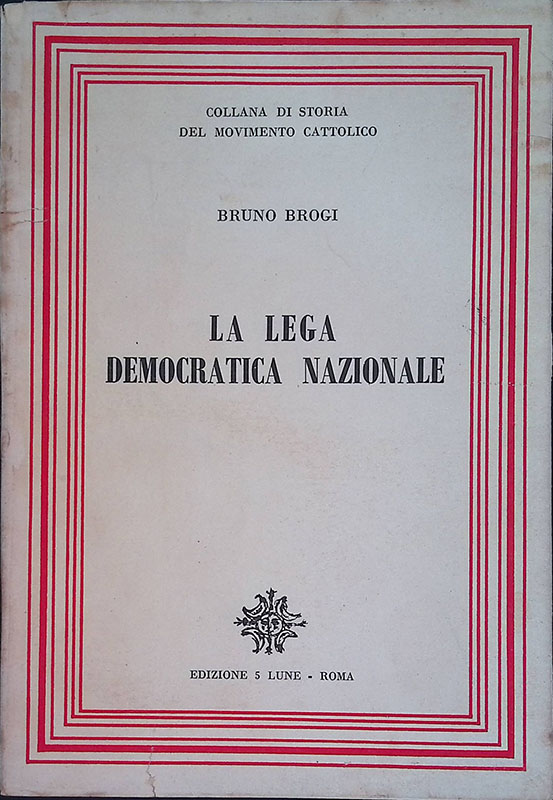 COLLANA DI STORIA
DEL MOVIMENTO CATTOLICO
BRUNO BROGI
LA LEGA
DEMOCRATICA NAZIONALE
EDIZIONE 5 LUNE - ROMA